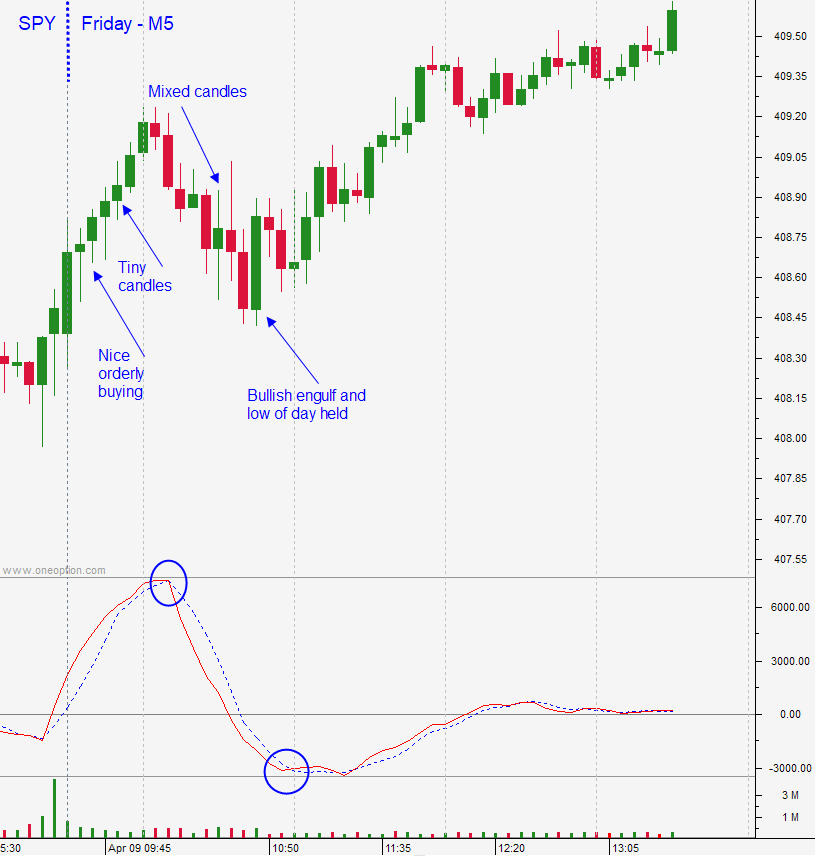 SPY Friday - M5
Mixed candles
Tiny
candles
Nice
orderly
buying
Bullish engulf and
low of day held
409.50
409.35
409.20
409.05
408.90
408.75
408.60
408.45
408.30
408.15
408.00
407.85
407.70
407.55
www.oneoption.com
6000.00
3000.00
0.00
-3000.00
3 M
1 M
5:30 Apr 09 09:45 10:50 11:35 12:20 13:05